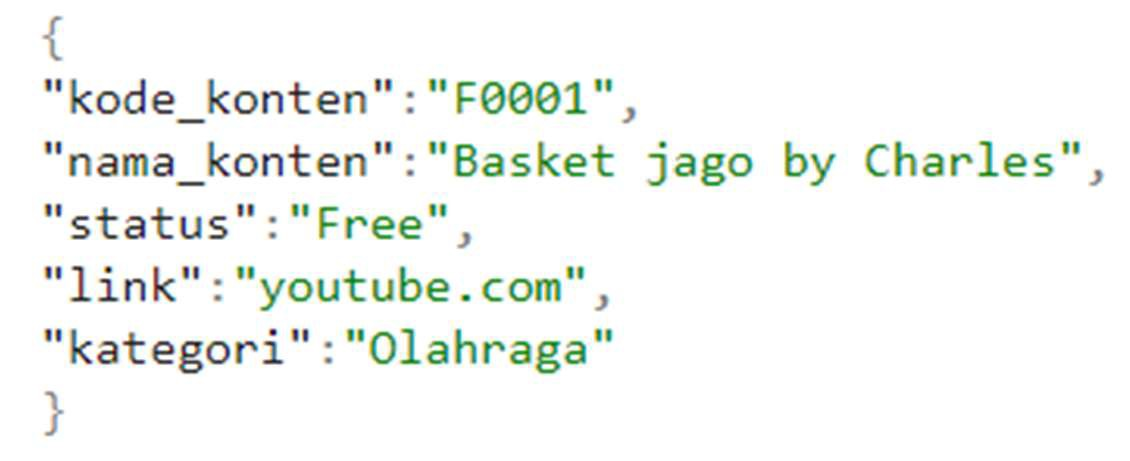 {
"kode_konten":"F0001",
"nama_konten":"Basket jago by Charles",
"status":"Free",
"link":"youtube.com",
"kategori":"Olahraga"
}